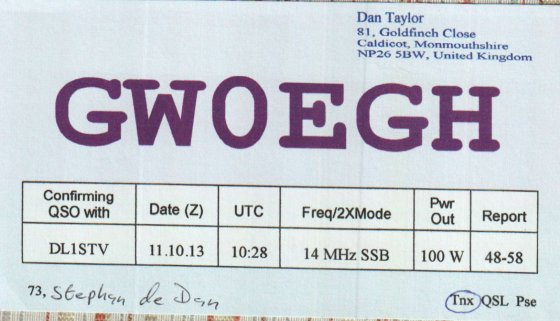 Dan Taylor
81, Goldfinch Close
Caldicot, Monmouthshire
NP26 5BW, United Kingdom
GW0EGH
Confirming QSO with Date (Z) UTC Freq/2XMode Pwr Out Report
DL1STV 11.10.13 10:28 14 MHz SSB 100 W 48-58
73, Stephan de Dan
Tnx QSL Pse